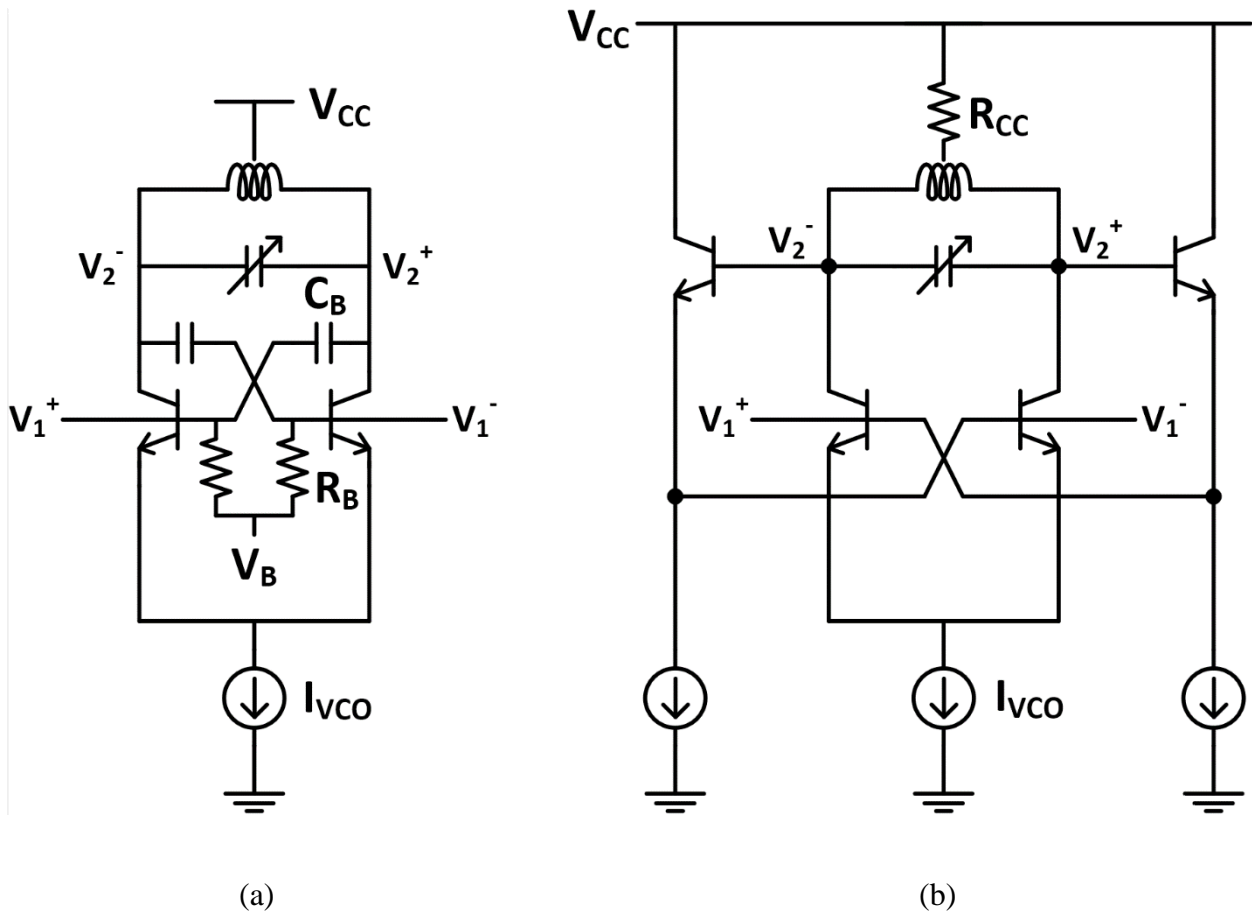 V_CC
V_2^-
V_2^+
C_B
V_1^+
V_1^-
R_B
V_B
I_VCO
(a)
V_CC
R_CC
V_2^-
V_2^+
V_1^+
V_1^-
I_VCO
(b)